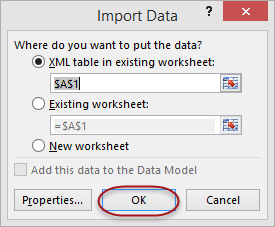 Import Data
Where do you want to put the data?
XML table in existing worksheet:
$A$1
Existing worksheet:
=$A$1
New worksheet
Add this data to the Data Model
Properties... OK Cancel